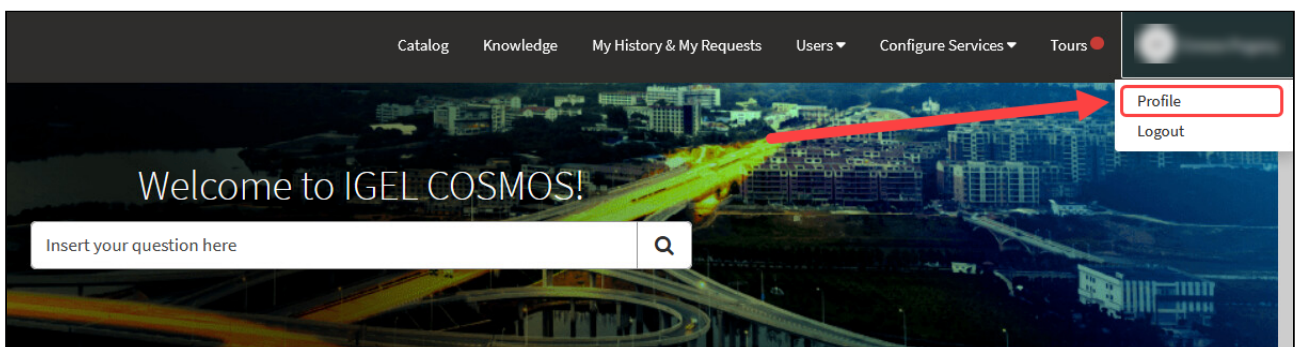 Catalog Knowledge My History & My Requests Users Configure Services Tours
Profile
Logout
Welcome to IGEL COSMOS!
Insert your question here